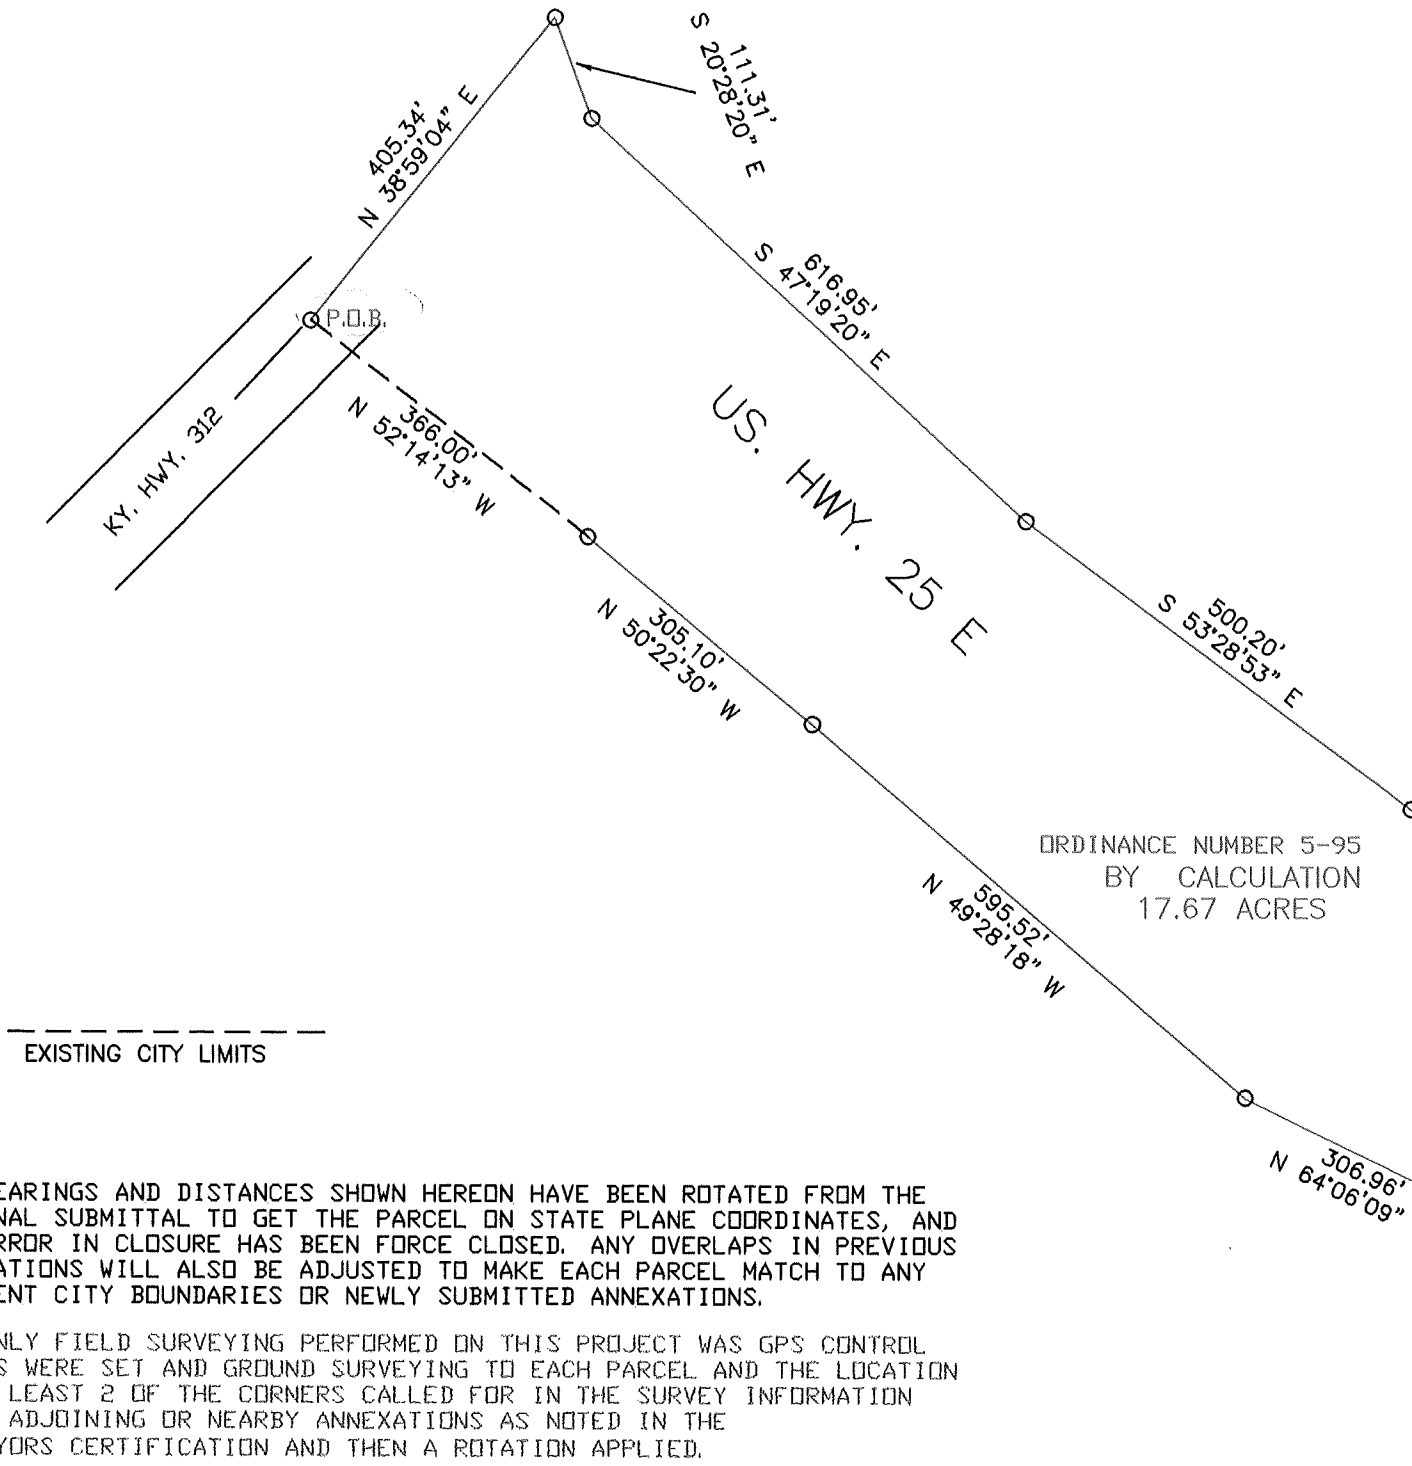 111.31'
S 20°28'20" E
405.34'
N 38°59'04" E
616.95'
S 47°19'20" E
P.O.B.
KY. HWY. 312
366.00'
N 52°14'13" W
US. HWY. 25 E
305.10'
N 50°22'30" W
500.20'
S 53°28'53" E
ORDINANCE NUMBER 5-95
BY CALCULATION
17.67 ACRES
595.52'
N 49°28'18" W
EXISTING CITY LIMITS
306.96'
N 64°06'09"
EARINGS AND DISTANCES SHOWN HEREON HAVE BEEN ROTATED FROM THE
NAL SUBMITTAL TO GET THE PARCEL ON STATE PLANE COORDINATES, AND
RROR IN CLOSURE HAS BEEN FORCE CLOSED. ANY OVERLAPS IN PREVIOUS
ATIONS WILL ALSO BE ADJUSTED TO MAKE EACH PARCEL MATCH TO ANY
ENT CITY BOUNDARIES OR NEWLY SUBMITTED ANNEXATIONS.
NLY FIELD SURVEYING PERFORMED ON THIS PROJECT WAS GPS CONTROL
S WERE SET AND GROUND SURVEYING TO EACH PARCEL AND THE LOCATION
LEAST 2 OF THE CORNERS CALLED FOR IN THE SURVEY INFORMATION
ADJOINING OR NEARBY ANNEXATIONS AS NOTED IN THE
YORS CERTIFICATION AND THEN A ROTATION APPLIED.